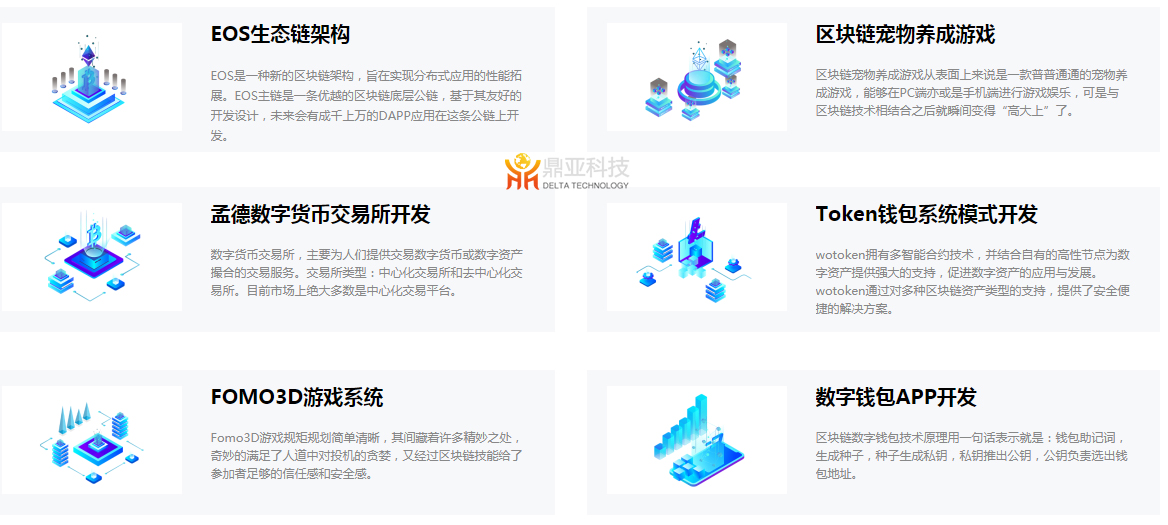 EOS生态链架构
EOS是一种新的区块链架构，旨在实现分布式应用的性能拓
展。EOS主链是一条优越的区块链底层公链，基于其友好的
开发设计，未来会有成千上万的DAPP应用在这条公链上开
发。
区块链宠物养成游戏
区块链宠物养成游戏从表面上来说是一款普普通通的宠物养
成游戏，能够在PC端亦或是手机端进行游戏娱乐，可是与
区块链技术相结合之后就瞬间变得“高大上”了。
鼎亚科技
DELTA TECHNOLOGY
孟德数字货币交易所开发
数字货币交易所，主要为人们提供交易数字货币或数字资产
撮合的交易服务。交易所类型：中心化交易所和去中心化交
易所。目前市场上绝大多数是中心化交易平台。
Token钱包系统模式开发
wotoken拥有多智能合约技术，并结合自有的高性节点为数
字资产提供强大的支持，促进数字资产的应用与发展。
wotoken通过对多种区块链资产类型的支持，提供了安全便
捷的解决方案。
FOMO3D游戏系统
Fomo3D游戏规矩规划简单清晰，其间藏着许多精妙之处，
奇妙的满足了人道中对投机的贪婪，又经过区块链技能给了
参加者足够的信任感和安全感。
数字钱包APP开发
区块链数字钱包技术原理用一句话表示就是：钱包助记词，
生成种子，种子生成私钥，私钥推出公钥，公钥负责选出钱
包地址。